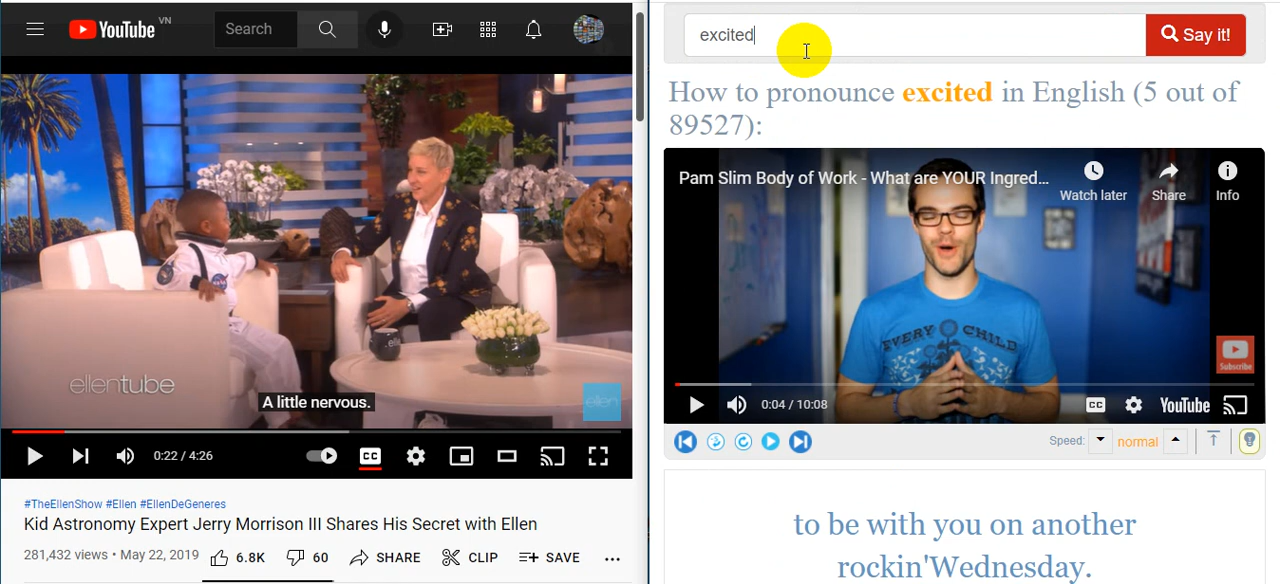 YouTube VN
Search
A little nervous.
ellentube
ellen
0:22 / 4:26
CC
#TheEllenShow #Ellen #EllenDeGeneres
Kid Astronomy Expert Jerry Morrison III Shares His Secret with Ellen
281,432 views • May 22, 2019
6.8K
60
SHARE
CLIP
SAVE
excited
Say it!
How to pronounce excited in English (5 out of
89527):
Pam Slim Body of Work - What are YOUR Ingred...
Watch later
Share
Info
EVERY CHILD
Subscribe
0:04 / 10:08
CC
YouTube
Speed:
normal
to be with you on another
rockin'Wednesday.